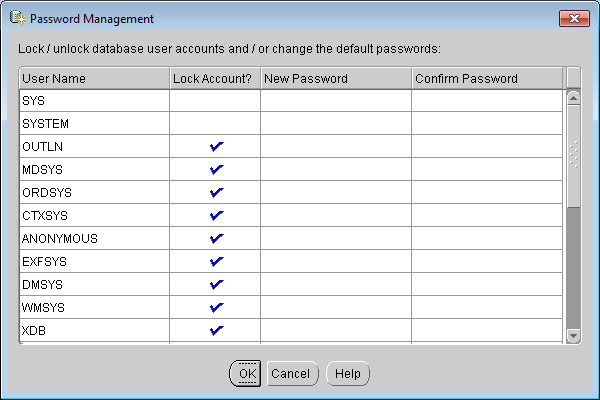 Password Management
Lock / unlock database user accounts and / or change the default passwords:
User Name Lock Account? New Password Confirm Password
SYS
SYSTEM
OUTLN
MDSYS
ORDSYS
CTXSYS
ANONYMOUS
EXFSYS
DMSYS
WMSYS
XDB
OK Cancel Help